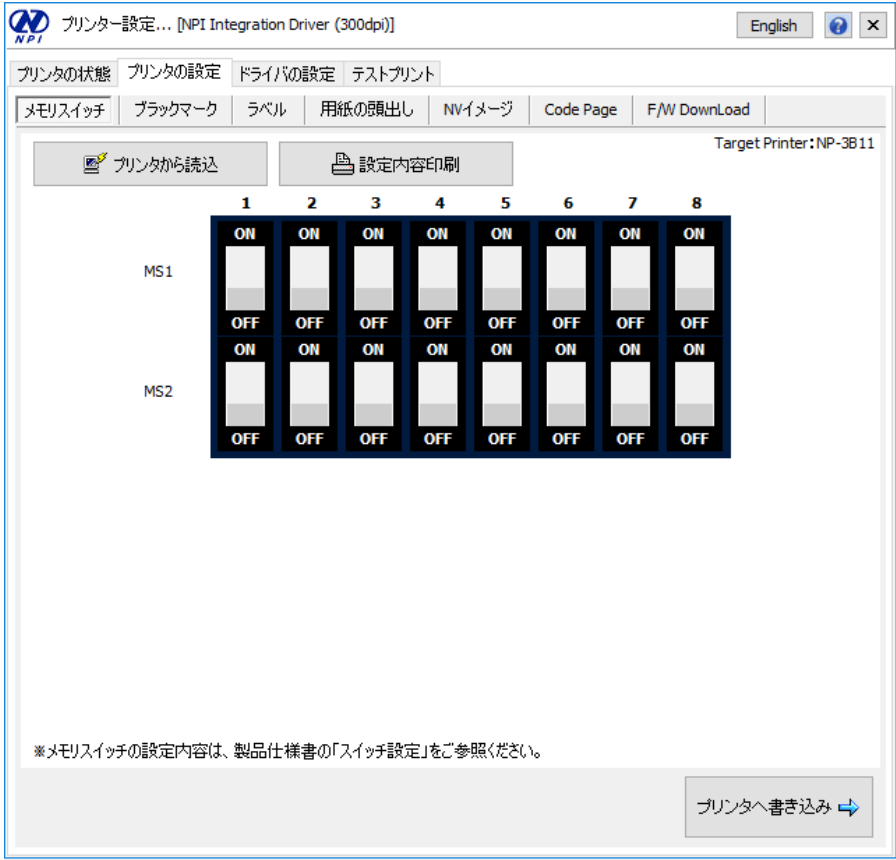 NPI プリンター設定... [NPI Integration Driver (300dpi)] English ? ×
プリンタの状態 プリンタの設定 ドライバの設定 テストプリント
メモリスイッチ ブラックマーク ラベル 用紙の頭出し NVイメージ Code Page F/W DownLoad
Target Printer:NP-3B11
プリンタから読込 設定内容印刷
1 2 3 4 5 6 7 8
ON ON ON ON ON ON ON ON
MS1
OFF OFF OFF OFF OFF OFF OFF OFF
ON ON ON ON ON ON ON ON
MS2
OFF OFF OFF OFF OFF OFF OFF OFF
※メモリスイッチの設定内容は、製品仕様書の「スイッチ設定」をご参照ください。
プリンタへ書き込み